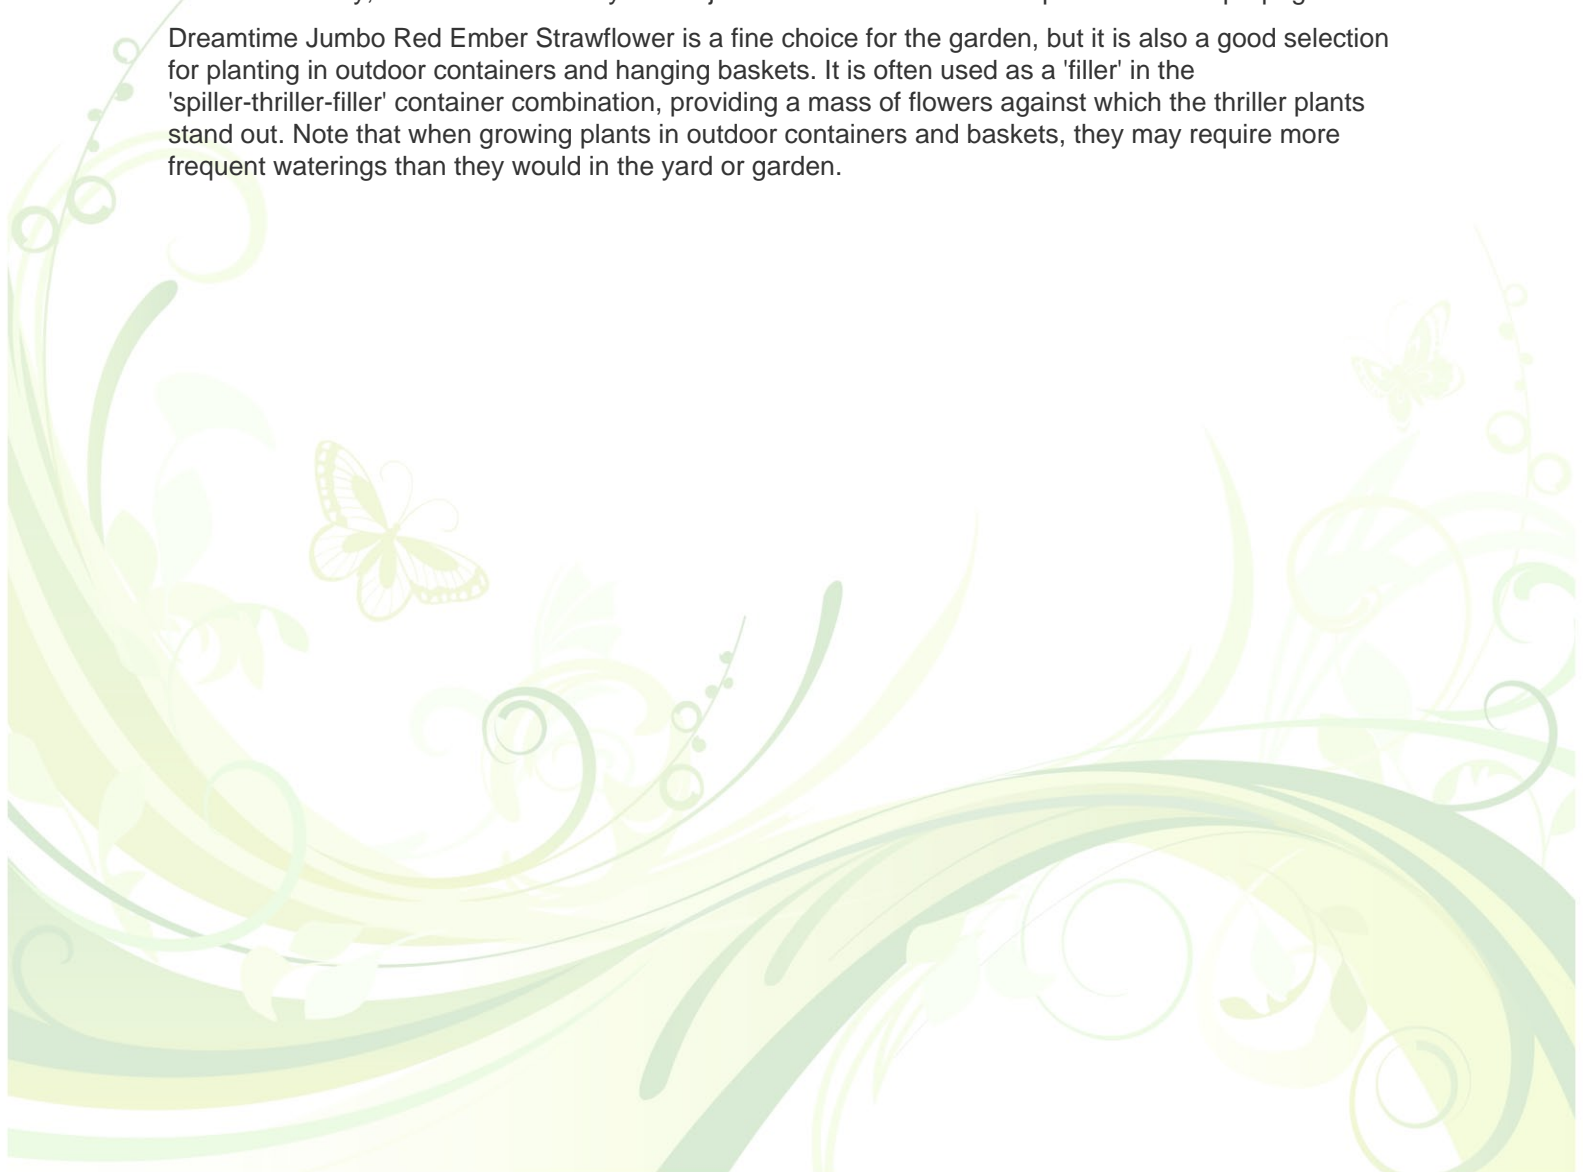 Dreamtime Jumbo Red Ember Strawflower is a fine choice for the garden, but it is also a good selection
for planting in outdoor containers and hanging baskets. It is often used as a 'filler' in the
'spiller-thriller-filler' container combination, providing a mass of flowers against which the thriller plants
stand out. Note that when growing plants in outdoor containers and baskets, they may require more
frequent waterings than they would in the yard or garden.